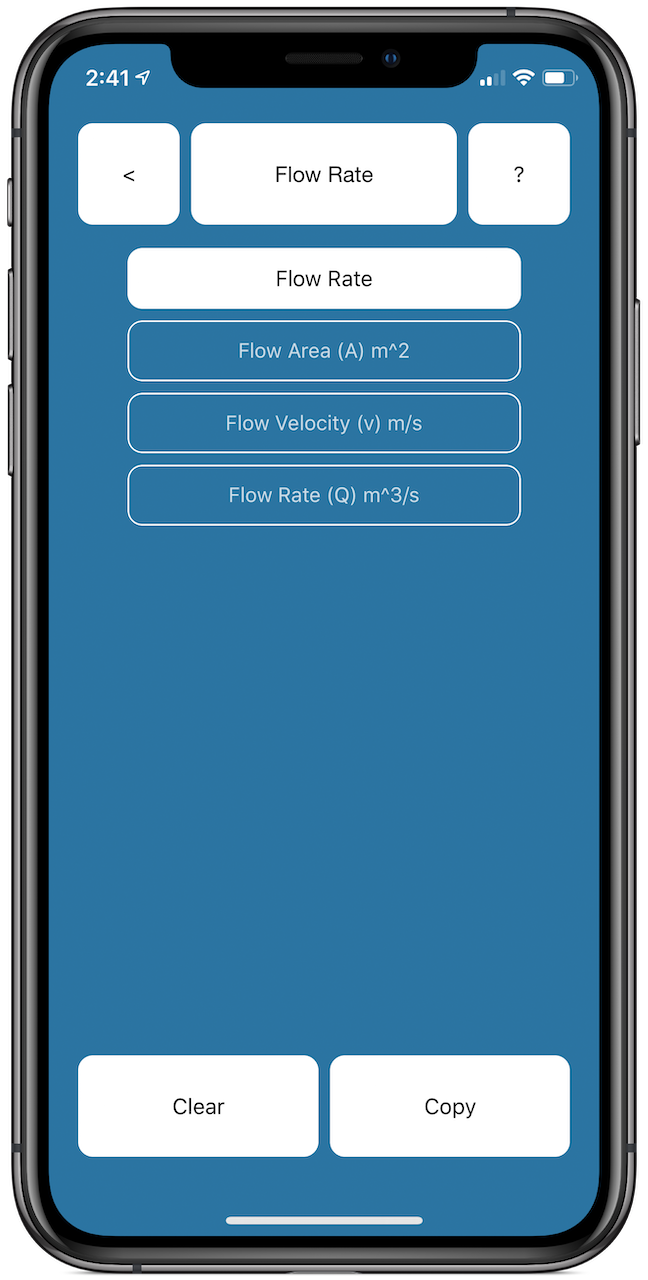 2:41
< Flow Rate ?
Flow Rate
Flow Area (A) m^2
Flow Velocity (v) m/s
Flow Rate (Q) m^3/s
Clear Copy